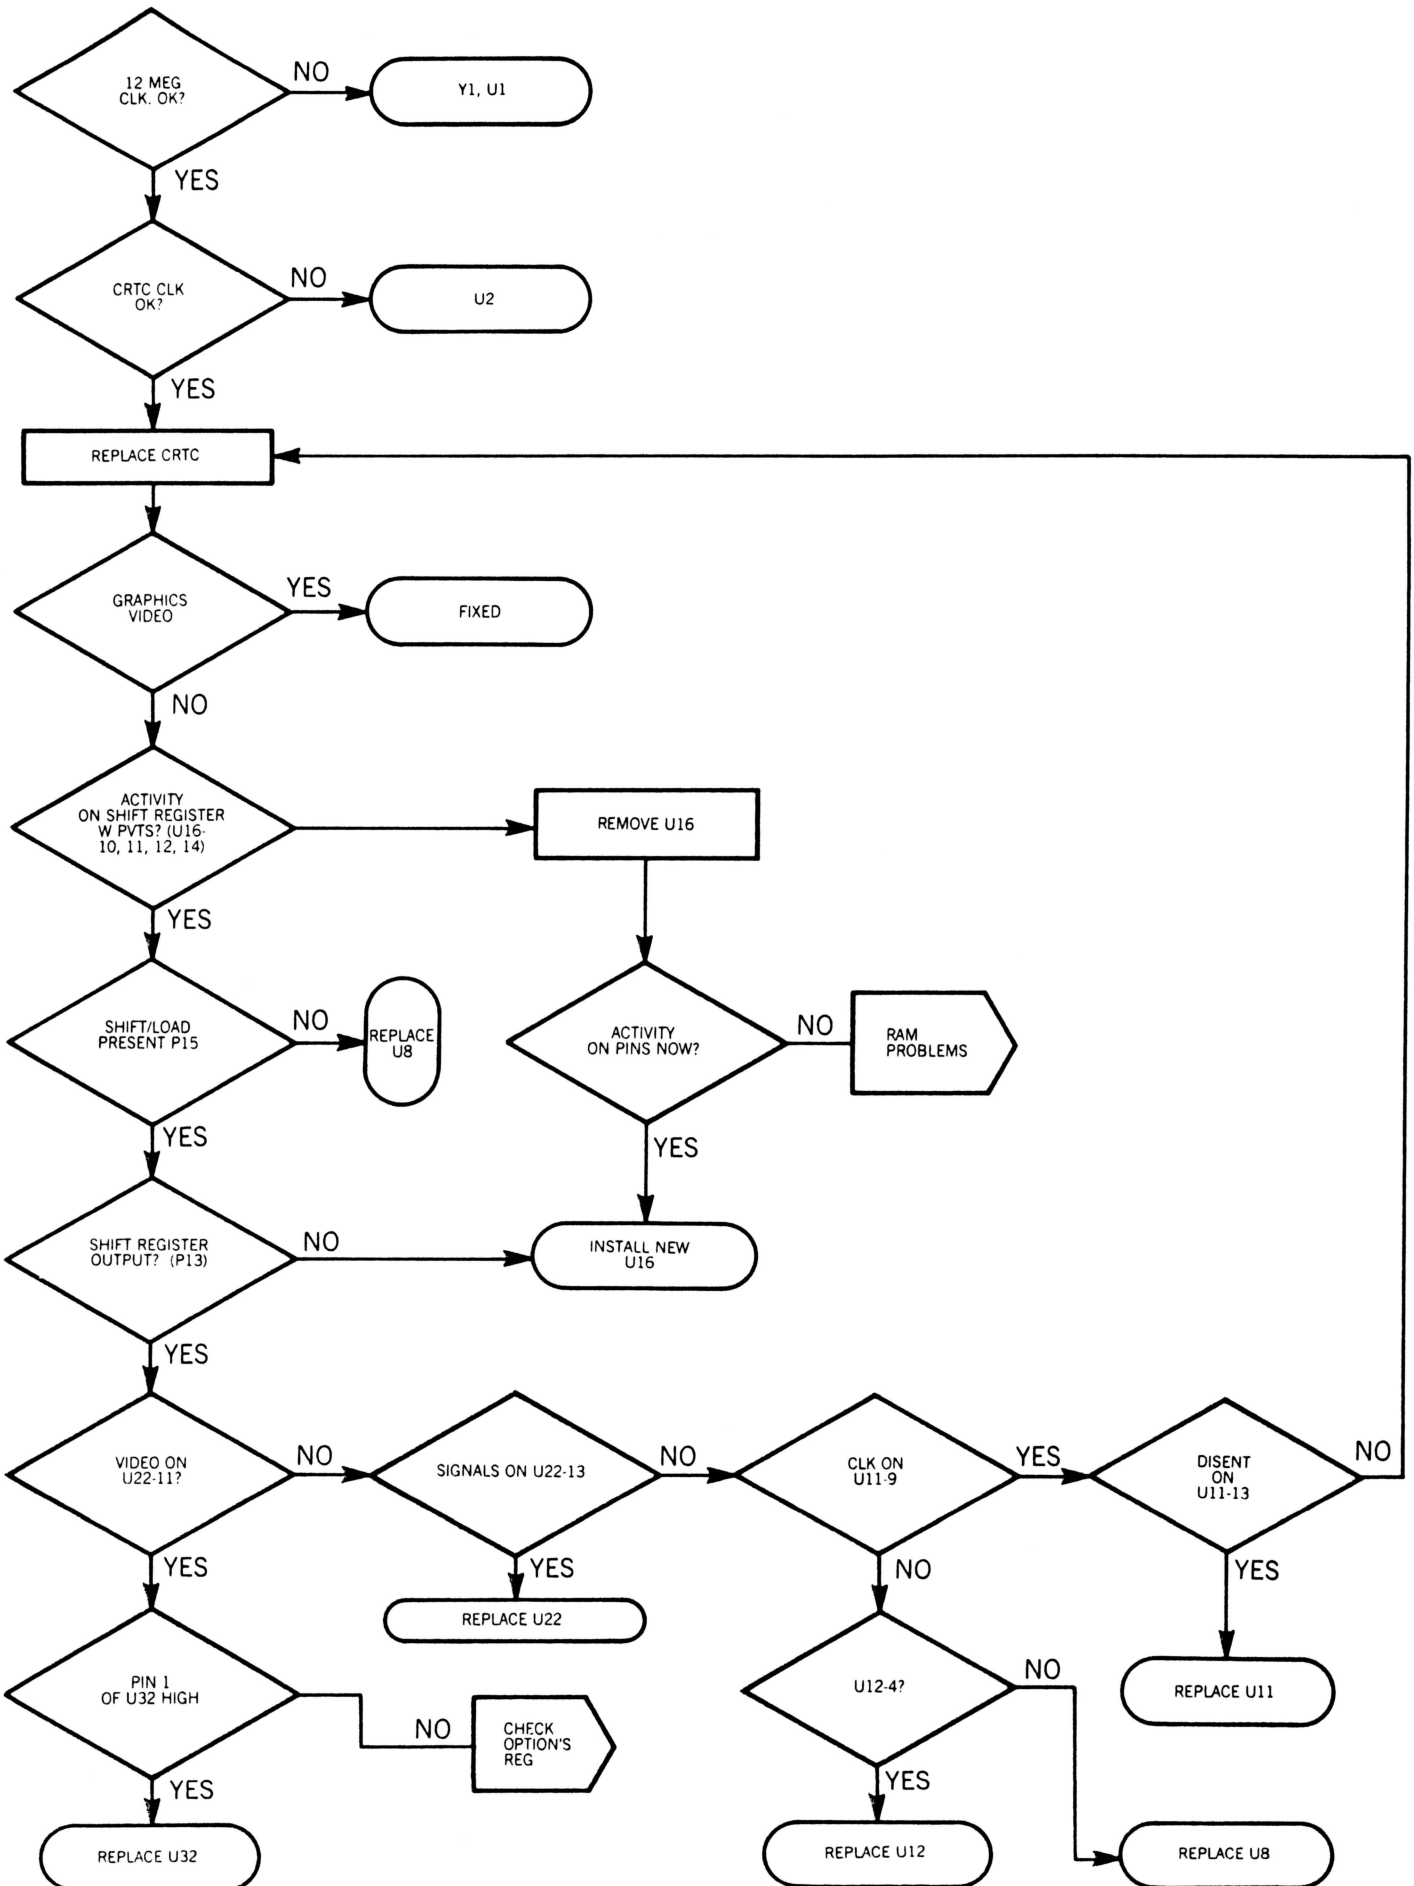 12 MEG
CLK. OK?
NO
Y1, U1
YES
CRTC CLK
OK?
NO
U2
YES
REPLACE CRTC
GRAPHICS
VIDEO
YES
FIXED
NO
ACTIVITY
ON SHIFT REGISTER
W PVTS? (U16-
10, 11, 12, 14)
REMOVE U16
YES
SHIFT/LOAD
PRESENT P15
NO
REPLACE
U8
ACTIVITY
ON PINS NOW?
NO
RAM
PROBLEMS
YES
YES
SHIFT REGISTER
OUTPUT? (P13)
NO
INSTALL NEW
U16
YES
VIDEO ON
U22-11?
NO
SIGNALS ON U22-13
NO
CLK ON
U11-9
YES
DISENT
ON
U11-13
NO
YES
YES
REPLACE U22
NO
YES
PIN 1
OF U32 HIGH
NO
CHECK
OPTION'S
REG
U12-4?
NO
REPLACE U11
YES
REPLACE U32
YES
REPLACE U12
REPLACE U8